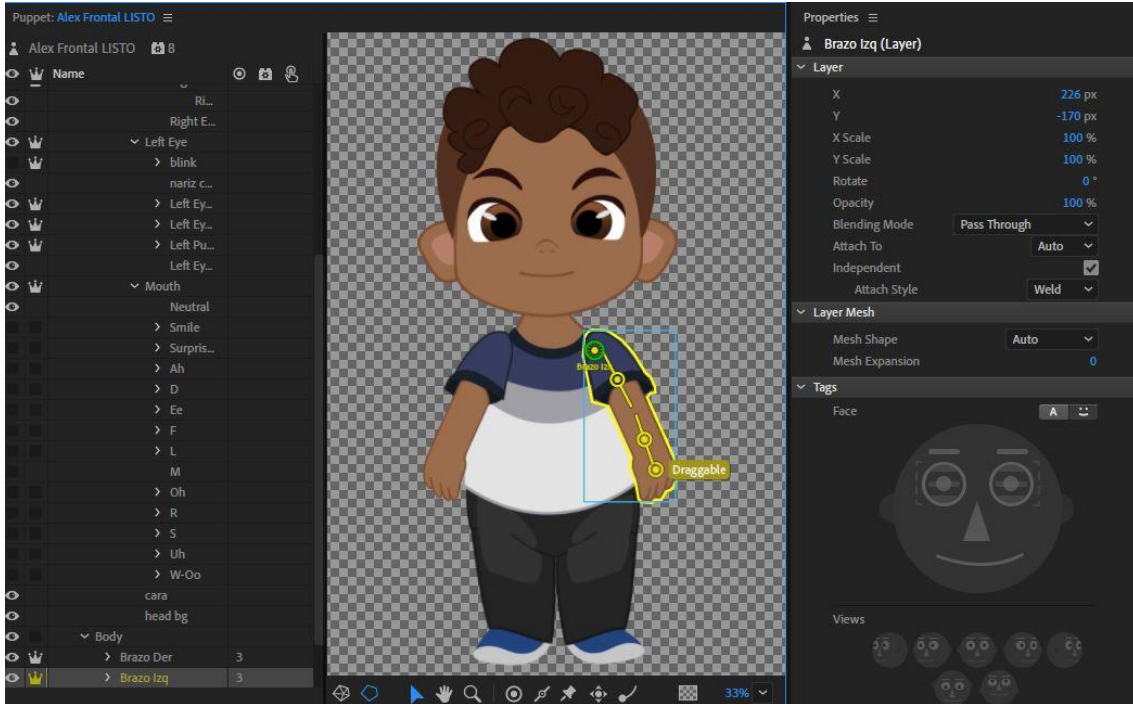 Puppet: Alex Frontal LISTO
Alex Frontal LISTO 8
Name
Ri...
Right E...
Left Eye
blink
nariz c...
Left Ey...
Left Ey...
Left Pu...
Left Ey...
Mouth
Neutral
Smile
Surpris...
Ah
D
Ee
F
L
M
Oh
R
S
Uh
W-Oo
cara
head bg
Body
Brazo Der 3
Brazo Izq 3
Brazo Izq
Draggable
33%
Properties
Brazo Izq (Layer)
Layer
X 226 px
Y -170 px
X Scale 100 %
Y Scale 100 %
Rotate 0 °
Opacity 100 %
Blending Mode Pass Through
Attach To Auto
Independent
Attach Style Weld
Layer Mesh
Mesh Shape Auto
Mesh Expansion 0
Tags
Face A
Views